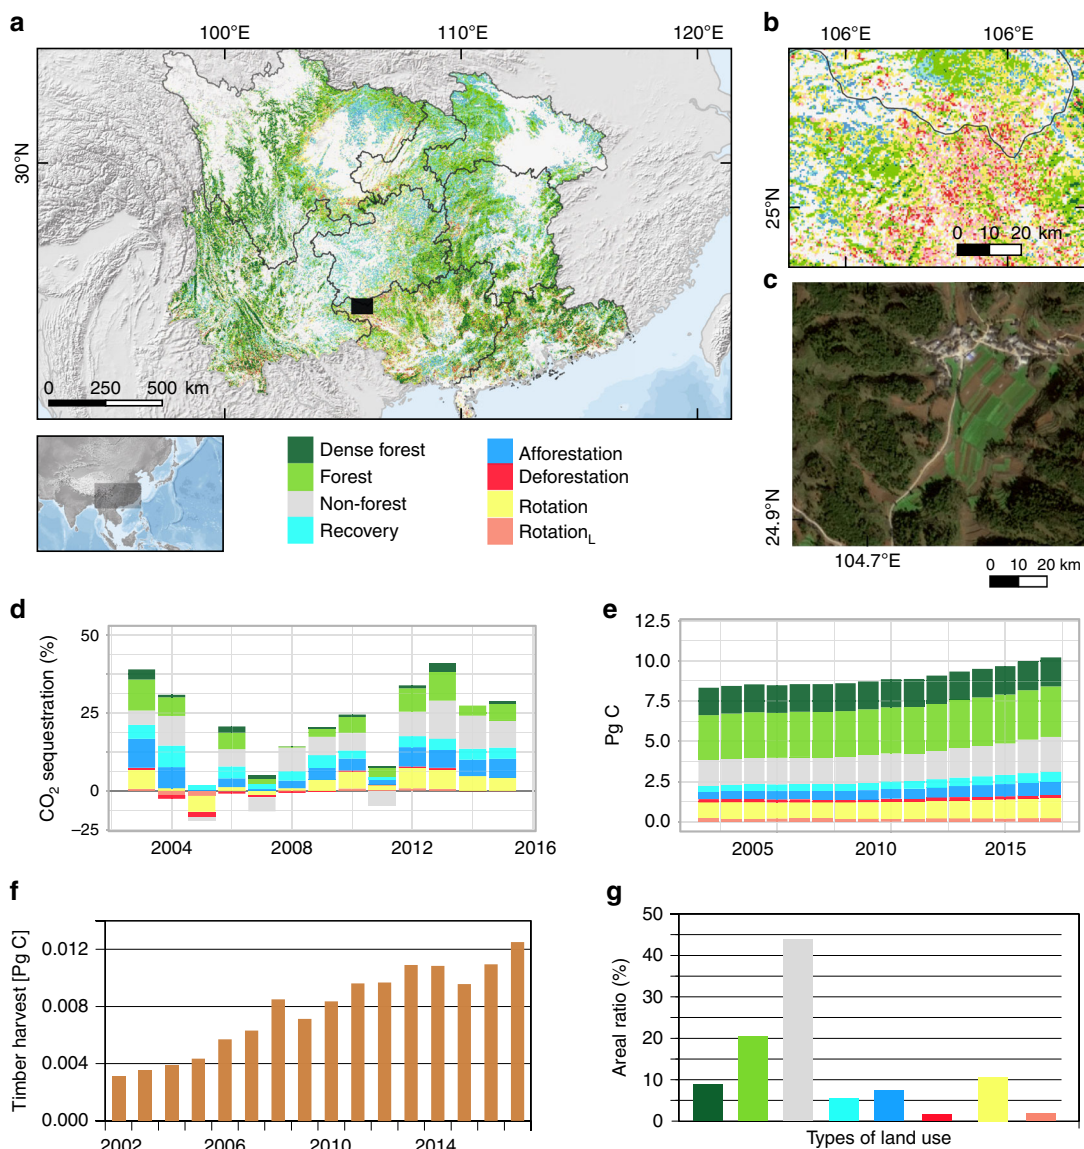 a
100°E 110°E 120°E
30°N
0 250 500 km
b
106°E 106°E
25°N
0 10 20 km
c
24.9°N
104.7°E
0 10 20 km
Dense forest
Forest
Non-forest
Recovery
Afforestation
Deforestation
Rotation
Rotation_L
d
CO₂ sequestration (%)
50
25
0
−25
2004 2008 2012 2016
e
Pg C
12.5
10.0
7.5
5.0
2.5
0.0
2005 2010 2015
f
Timber harvest [Pg C]
0.012
0.008
0.004
0.000
2002 2006 2010 2014
g
Areal ratio (%)
50
40
30
20
10
0
Types of land use